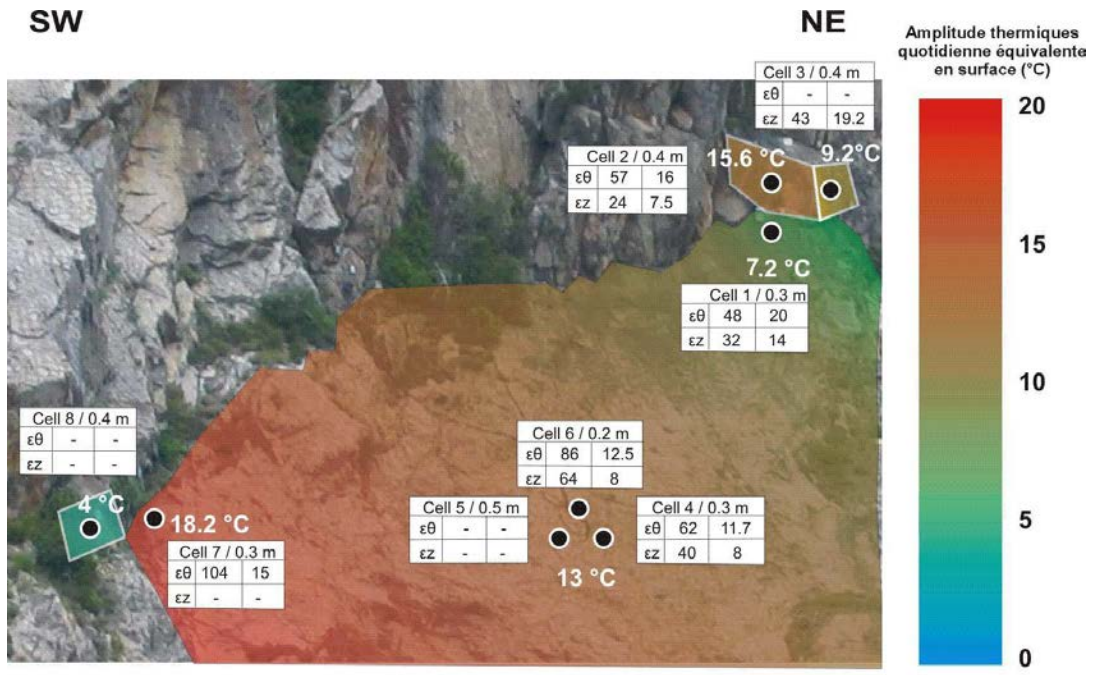 SW
NE
Amplitude thermiques
quotidienne équivalente
en surface (°C)
20
15
10
5
0
Cell 3 / 0.4 m
εθ - -
εz 43 19.2
Cell 2 / 0.4 m
εθ 57 16
εz 24 7.5
15.6 °C
9.2°C
7.2 °C
Cell 1 / 0.3 m
εθ 48 20
εz 32 14
Cell 8 / 0.4 m
εθ - -
εz - -
4 °C
18.2 °C
Cell 7 / 0.3 m
εθ 104 15
εz - -
Cell 6 / 0.2 m
εθ 86 12.5
εz 64 8
Cell 5 / 0.5 m
εθ - -
εz - -
Cell 4 / 0.3 m
εθ 62 11.7
εz 40 8
13 °C